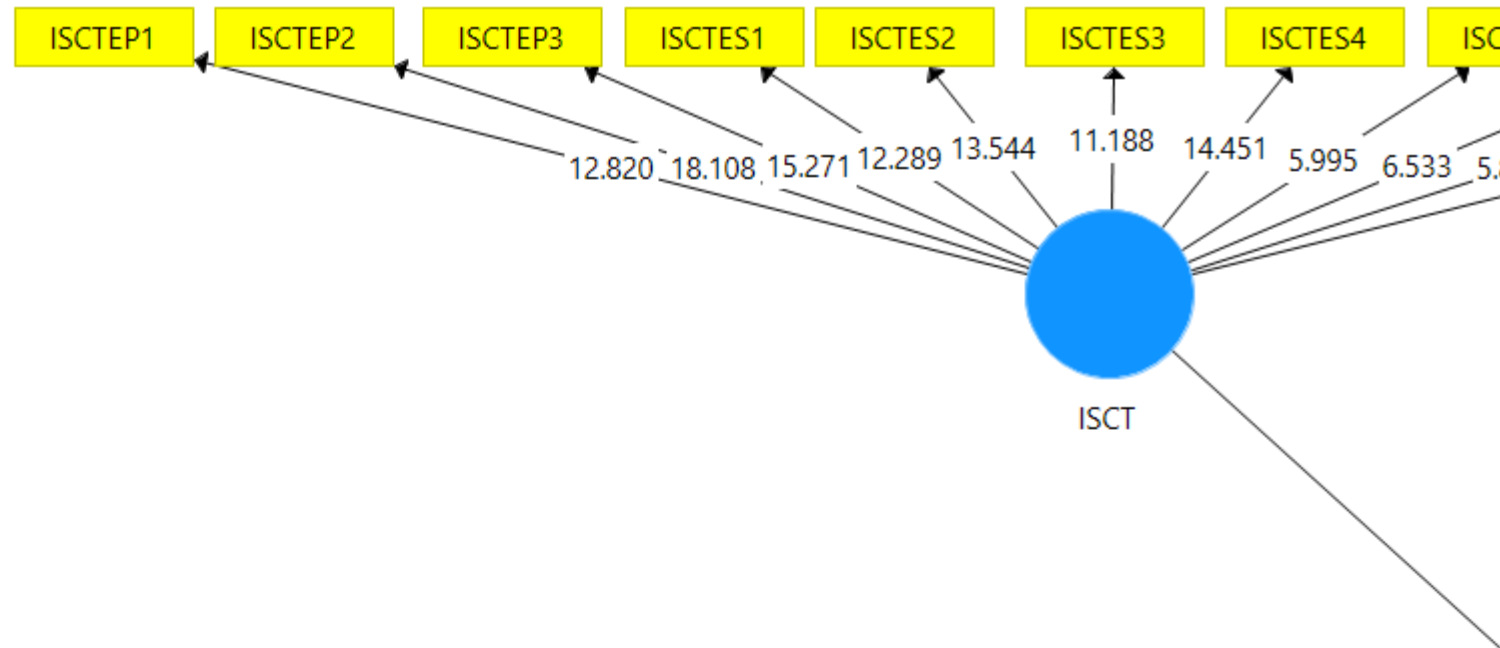 ISCTEP1 ISCTEP2 ISCTEP3 ISCTES1 ISCTES2 ISCTES3 ISCTES4
12.820 18.108 15.271 12.289 13.544 11.188 14.451 5.995 6.533
ISCT